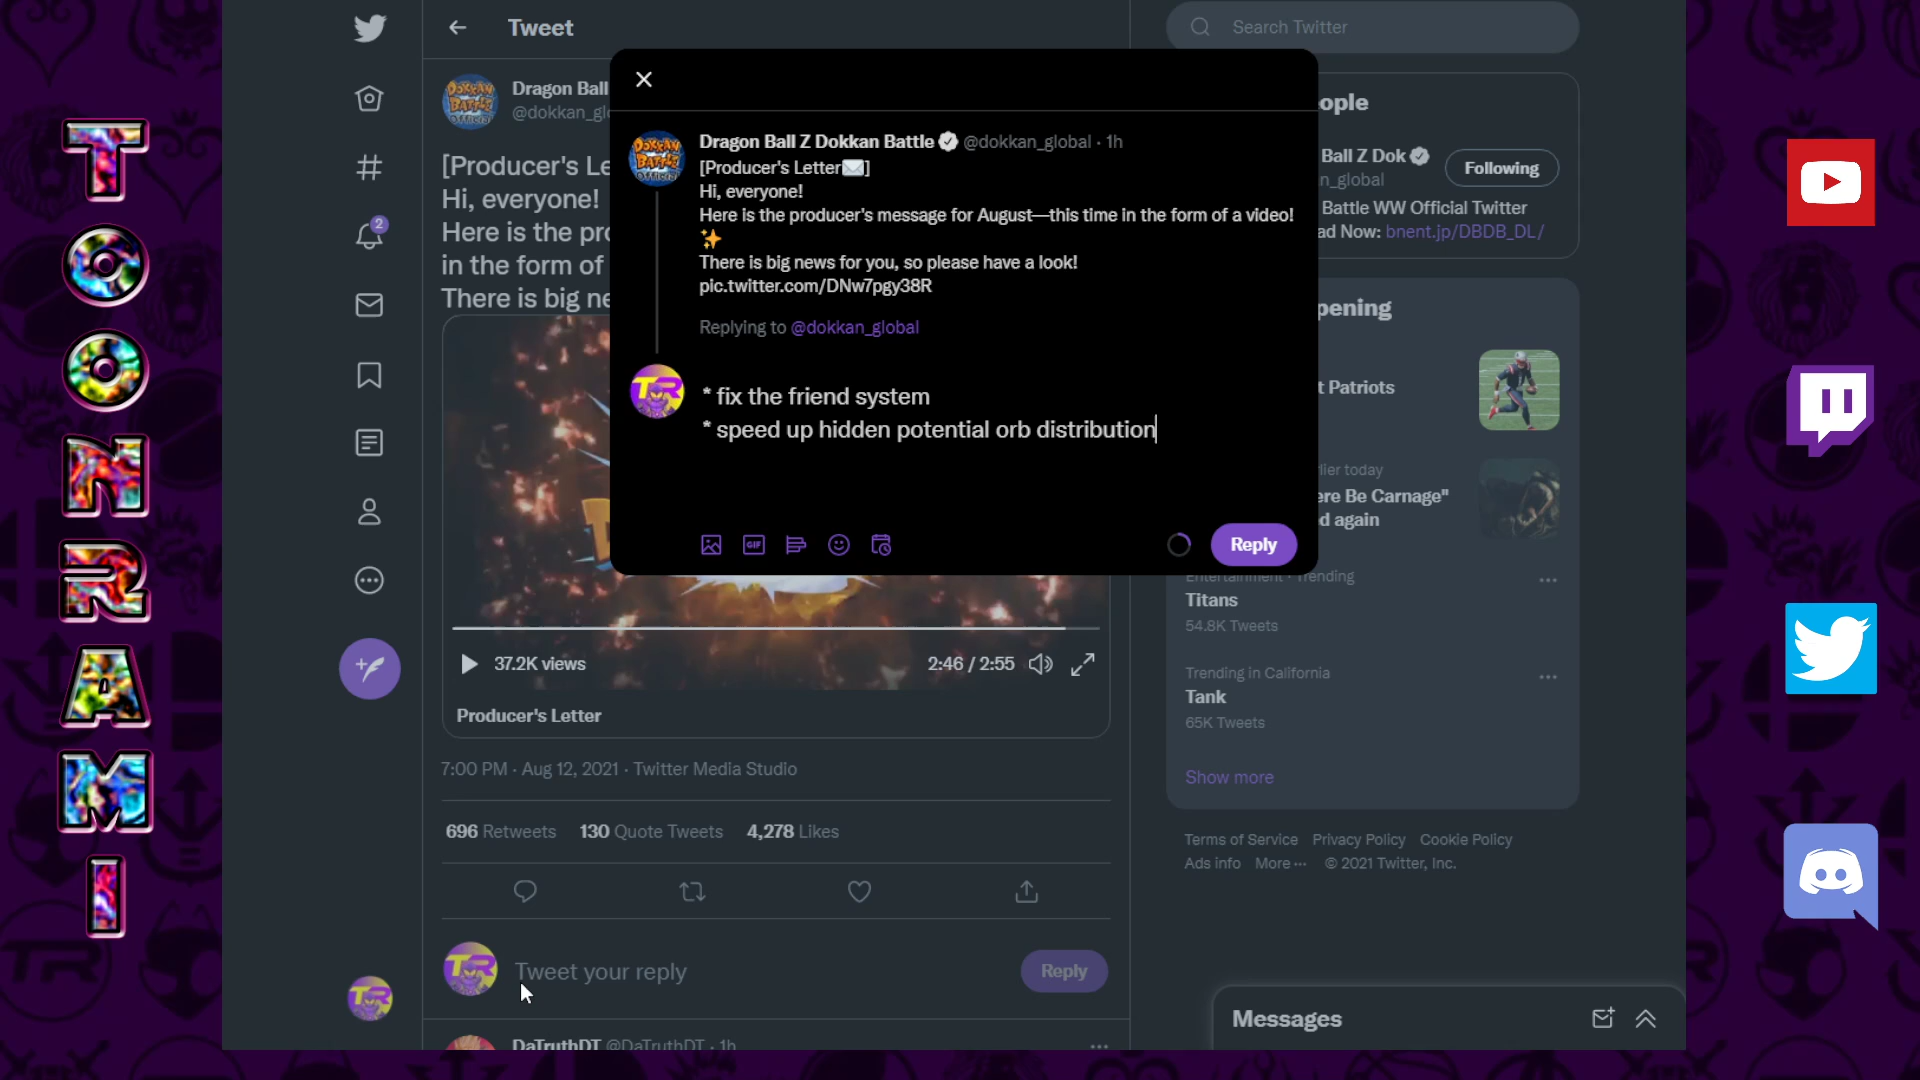 TOONRAMI
Tweet
Search Twitter
Dragon Ball
@dokkan_gl
[Producer's Le
Hi, everyone!
Here is the pro
in the form of
There is big ne
Dragon Ball Z Dokkan Battle @dokkan_global · 1h
[Producer's Letter✉️]
Hi, everyone!
Here is the producer's message for August—this time in the form of a video!
✨
There is big news for you, so please have a look!
pic.twitter.com/DNw7pgy38R
Replying to @dokkan_global
* fix the friend system
* speed up hidden potential orb distribution
GIF
Reply
37.2K views
2:46 / 2:55
Producer's Letter
7:00 PM · Aug 12, 2021 · Twitter Media Studio
696 Retweets 130 Quote Tweets 4,278 Likes
Tweet your reply
Reply
DaTruthDT @DaTruthDT · 1h
2
TR
ople
Ball Z Dok
n_global
Following
Battle WW Official Twitter
ad Now: bnent.jp/DBDB_DL/
pening
t Patriots
lier today
ere Be Carnage"
d again
Entertainment · Trending
Titans
54.8K Tweets
Trending in California
Tank
65K Tweets
Show more
Terms of Service Privacy Policy Cookie Policy
Ads info More ··· © 2021 Twitter, Inc.
Messages